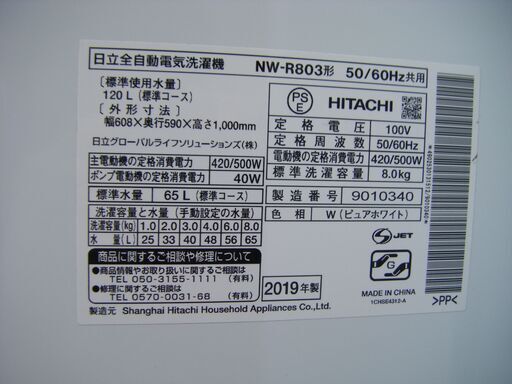 日立全自動電気洗濯機 NW-R803形 50/60Hz共用
[標準使用水量]
120L(標準コース)
[外形寸法]
幅608×奥行590×高さ1,000mm
日立グローバルライフソリューションズ(株)
主電動機の定格消費電力 420/500W
ポンプ電動機の定格消費電力 40W
標準水量 65L(標準コース)
洗濯容量と水量(手動設定の水量)
洗濯容量(kg) 1.0 2.0 3.0 4.0 6.0 8.0
水量(L) 25 33 40 48 56 65
商品に関するご相談や修理について
●商品情報やお取り扱いに関するご相談
TEL 050-3155-1111 (有料)
●修理に関するご相談
TEL 0570-0031-68 (有料)
製造元 Shanghai Hitachi Household Appliances Co.,Ltd.
PS
E
HITACHI
定格電圧 100V
定格周波数 50/60Hz
電動機の定格消費電力 420/500W
標準洗濯容量 8.0kg
製造番号 9010340
色相 W(ピュアホワイト)
JET
G
2019年製
MADE IN CHINA
1CHSE4312-A
>PP<